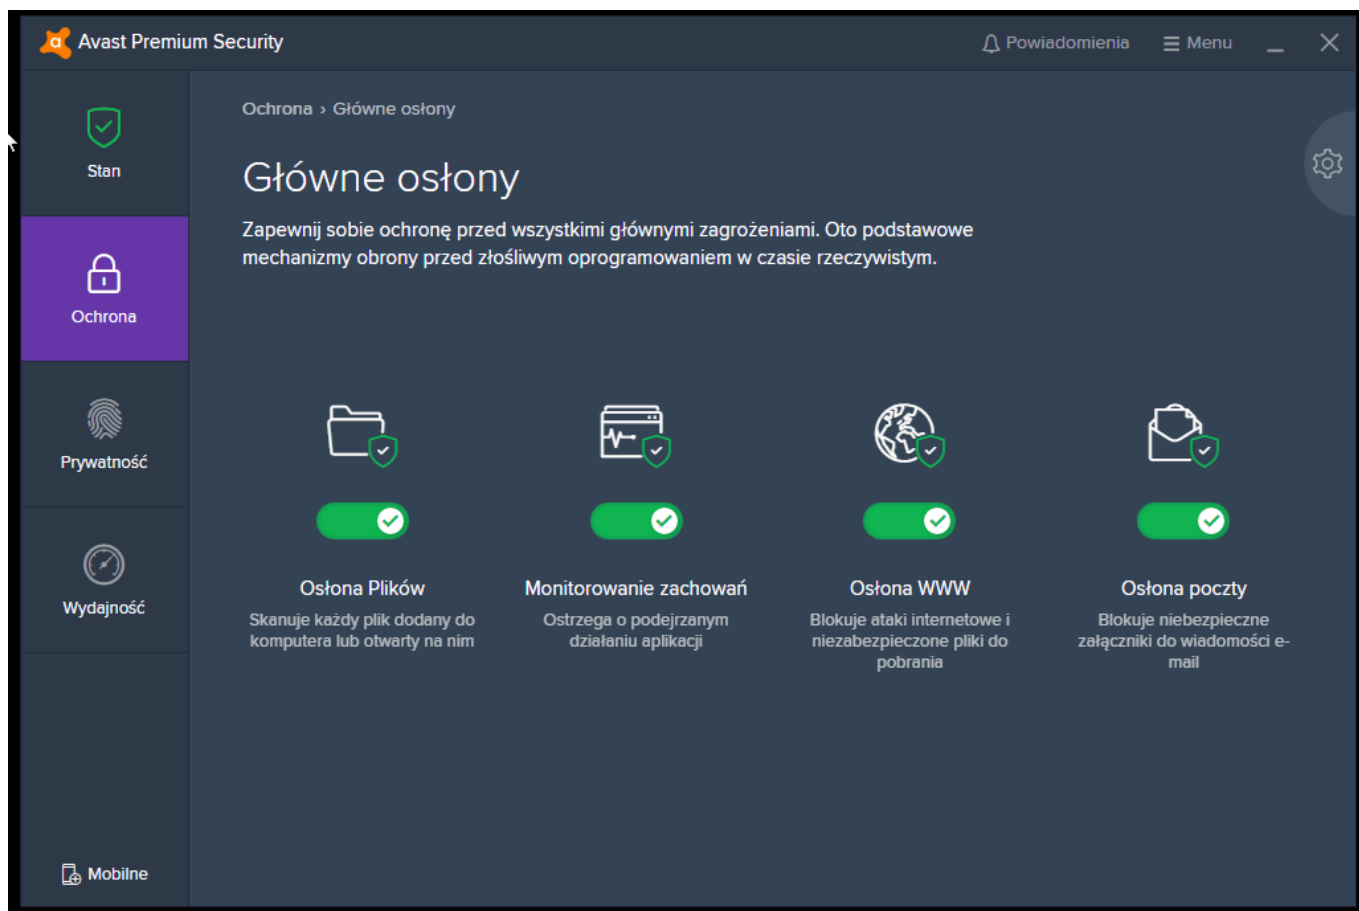 Avast Premium Security
Powiadomienia
Menu
Stan
Ochrona
Prywatność
Wydajność
Mobilne
Ochrona › Główne osłony
Główne osłony
Zapewnij sobie ochronę przed wszystkimi głównymi zagrożeniami. Oto podstawowe
mechanizmy obrony przed złośliwym oprogramowaniem w czasie rzeczywistym.
Osłona Plików
Skanuje każdy plik dodany do
komputera lub otwarty na nim
Monitorowanie zachowań
Ostrzega o podejrzanym
działaniu aplikacji
Osłona WWW
Blokuje ataki internetowe i
niezabezpieczone pliki do
pobrania
Osłona poczty
Blokuje niebezpieczne
załączniki do wiadomości e-
mail